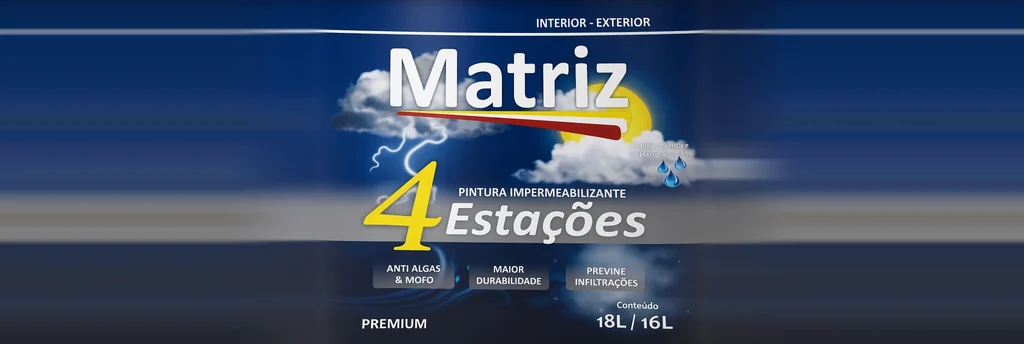 INTERIOR - EXTERIOR
Matriz
PINTURA IMPERMEABILIZANTE
4 Estações
ANTI ALGAS
& MOFO
MAIOR
DURABILIDADE
PREVINE
INFILTRAÇÕES
Conteúdo
PREMIUM
18L / 16L